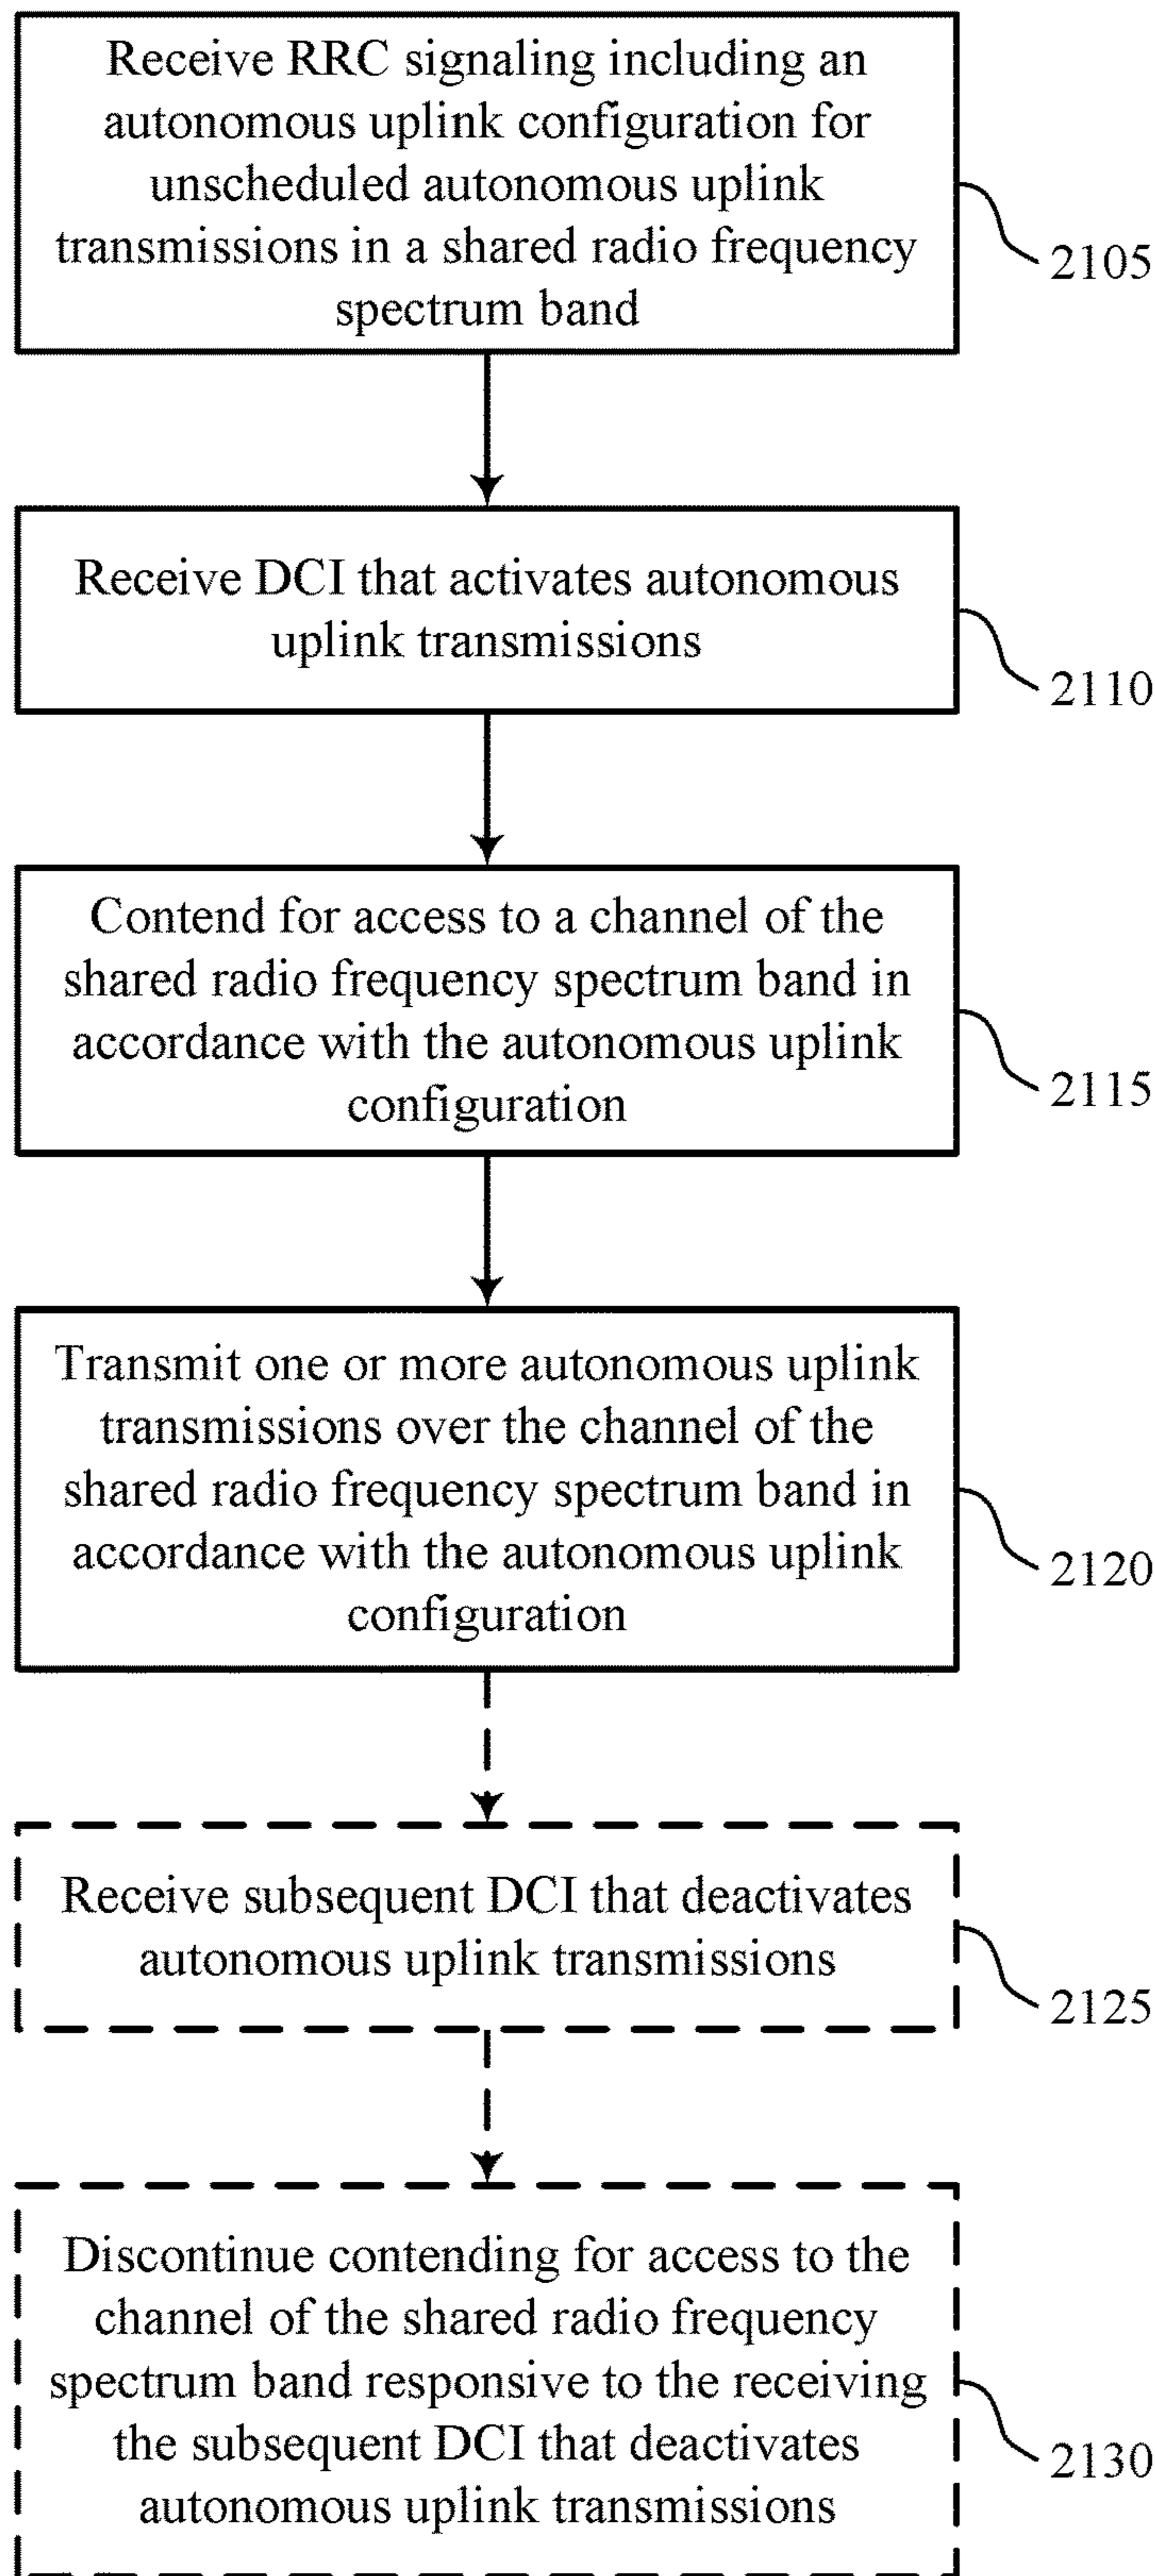 Receive RRC signaling including an
autonomous uplink configuration for
unscheduled autonomous uplink
transmissions in a shared radio frequency
spectrum band
2105
Receive DCI that activates autonomous
uplink transmissions
2110
Contend for access to a channel of the
shared radio frequency spectrum band in
accordance with the autonomous uplink
configuration
2115
Transmit one or more autonomous uplink
transmissions over the channel of the
shared radio frequency spectrum band in
accordance with the autonomous uplink
configuration
2120
Receive subsequent DCI that deactivates
autonomous uplink transmissions
2125
Discontinue contending for access to the
channel of the shared radio frequency
spectrum band responsive to the receiving
the subsequent DCI that deactivates
autonomous uplink transmissions
2130